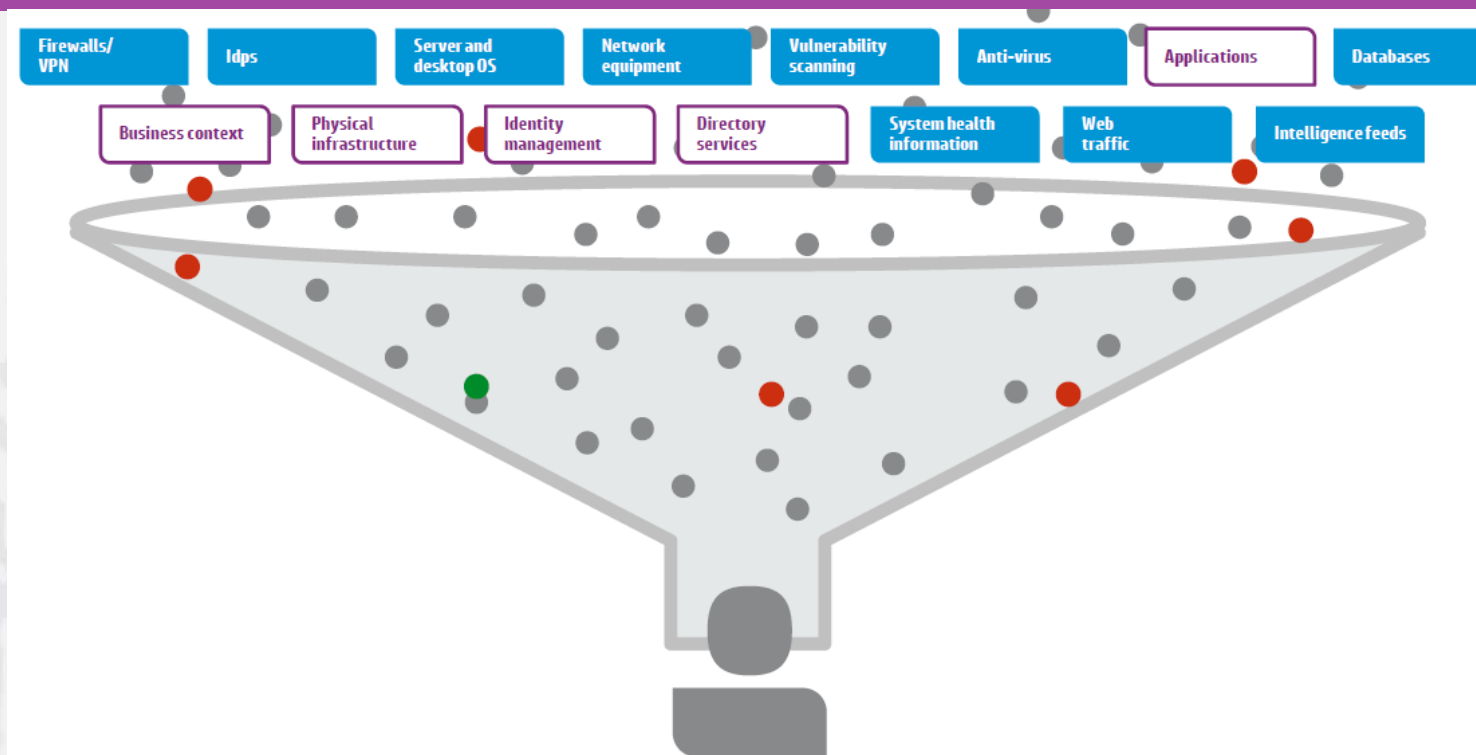 Firewalls/
VPN
Idps
Server and
desktop OS
Network
equipment
Vulnerability
scanning
Anti-virus
Applications
Databases
Business context
Physical
infrastructure
Identity
management
Directory
services
System health
information
Web
traffic
Intelligence feeds